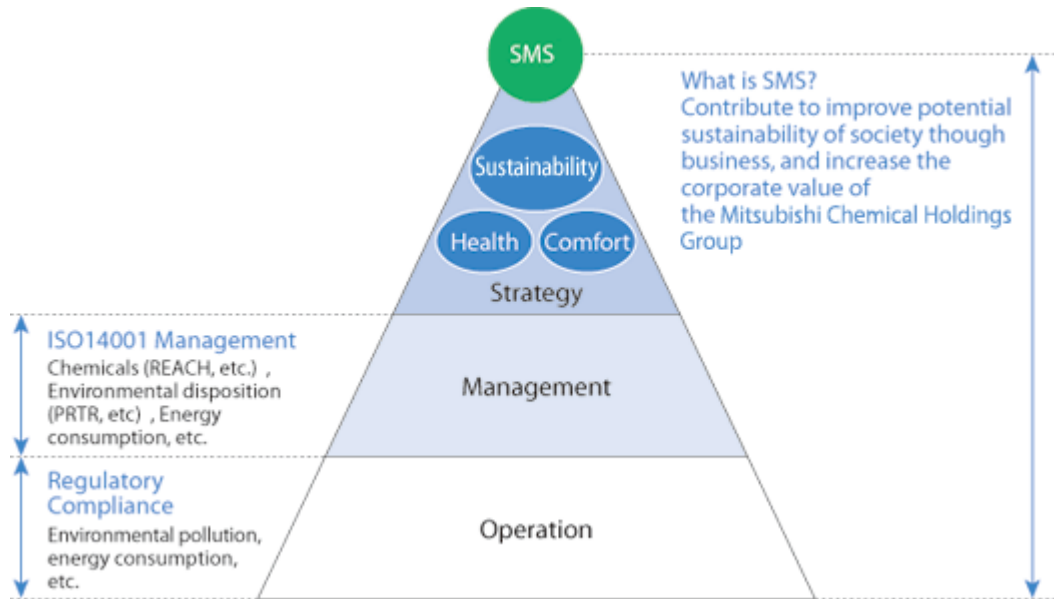 SMS
What is SMS?
Contribute to improve potential
sustainability of society though
business, and increase the
corporate value of
the Mitsubishi Chemical Holdings
Group
Sustainability
Health
Comfort
Strategy
ISO14001 Management
Chemicals (REACH, etc.) ,
Environmental disposition
(PRTR, etc) , Energy
consumption, etc.
Management
Regulatory
Compliance
Environmental pollution,
energy consumption,
etc.
Operation